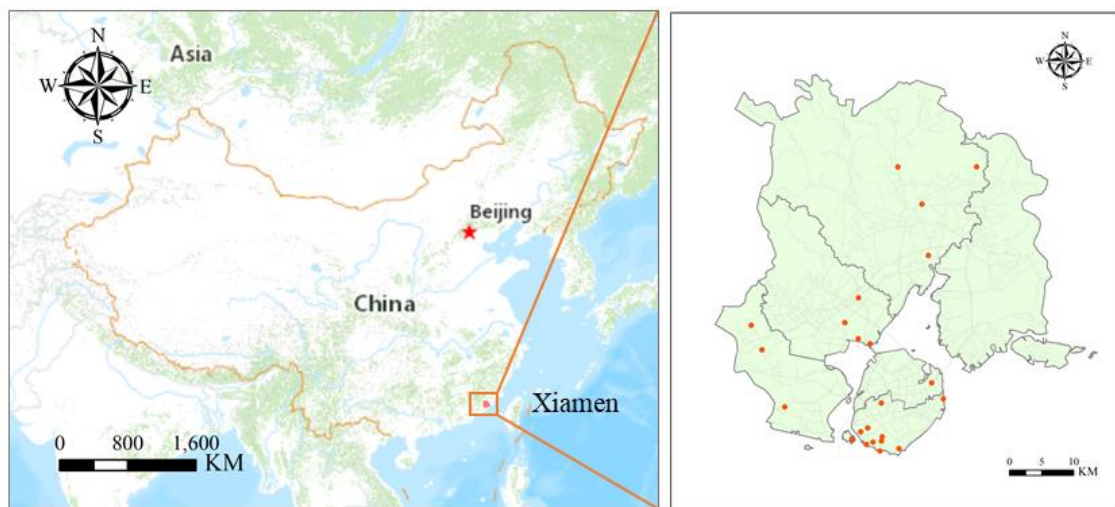 Asia
N
W E
S
Beijing
China
Xiamen
0 800 1,600
KM
N
W E
S
0 5 10
KM